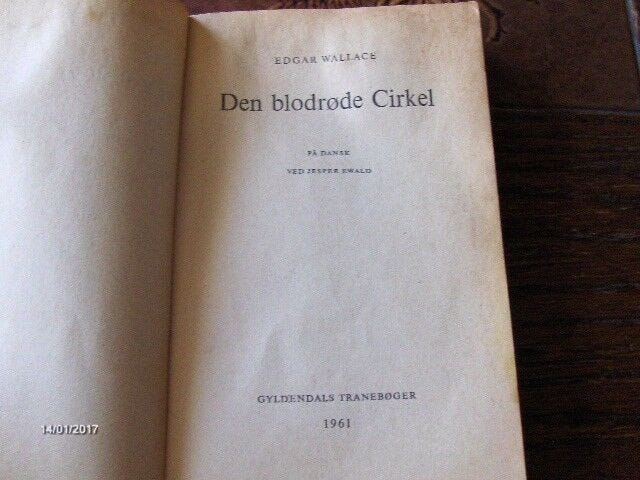 EDGAR WALLACE
Den blodrøde Cirkel
PÅ DANSK
VED JESPER EWALD
GYLDENDALS TRANEBØGER
1961
14/01/2017